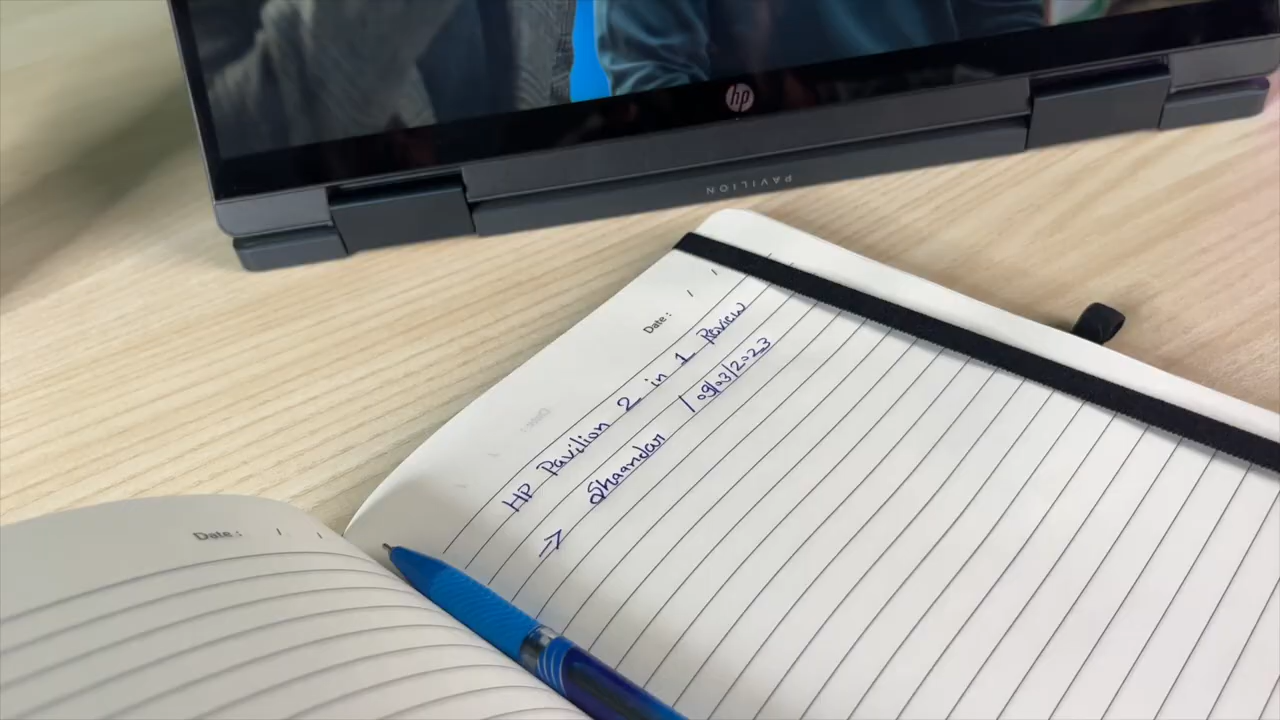 hp
PAVILION
Date : / /
HP Pavilion 2 in 1 Review
Shaandar | 09/03/2023
→
Date : / /